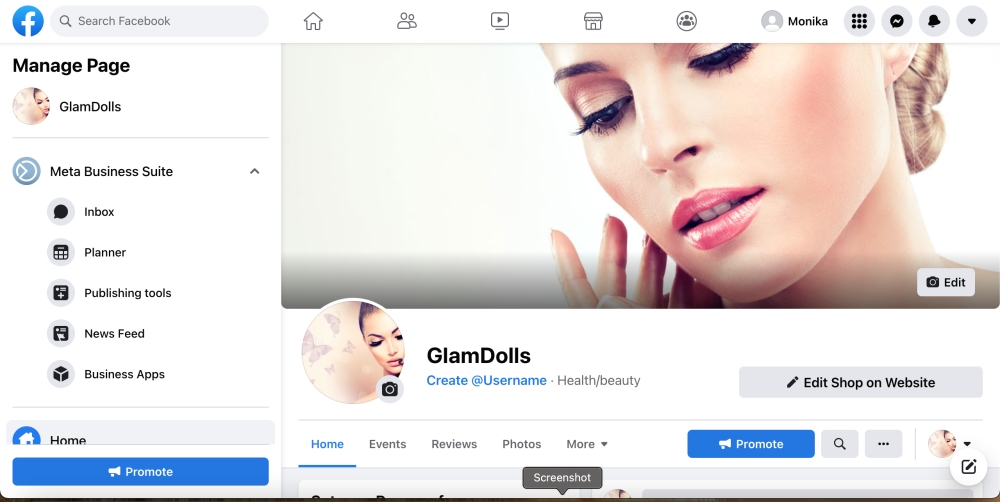 Search Facebook
Monika
Manage Page
GlamDolls
Meta Business Suite
Inbox
Planner
Publishing tools
News Feed
Business Apps
Home
Promote
Edit
GlamDolls
Create @Username · Health/beauty
Edit Shop on Website
Home Events Reviews Photos More
Promote
Screenshot